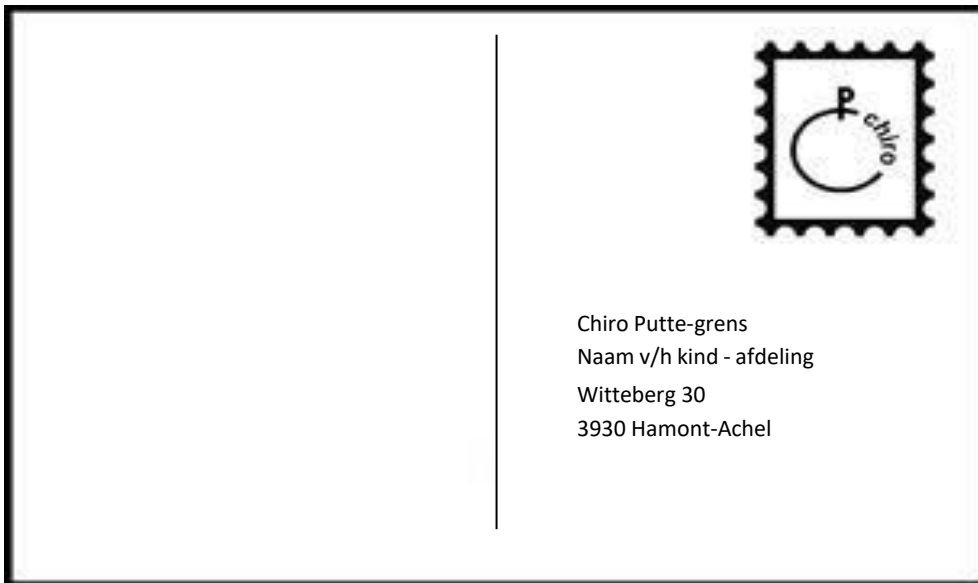 P
chiro
Chiro Putte-grens
Naam v/h kind - afdeling
Witteberg 30
3930 Hamont-Achel